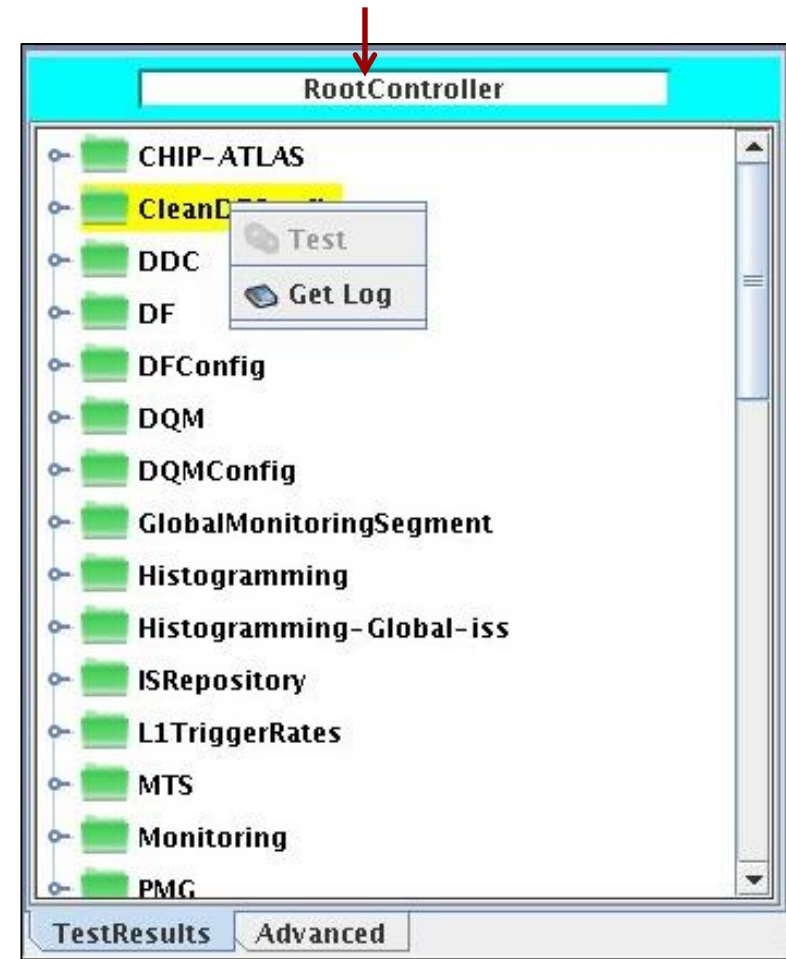 RootController
CHIP-ATLAS
Test
DDC
Get Log
DF
DFConfig
DQM
DQMConfig
GlobalMonitoringSegment
Histogramming
Histogramming-Global-iss
ISRepository
L1TriggerRates
MTS
Monitoring
PMG
TestResults Advanced